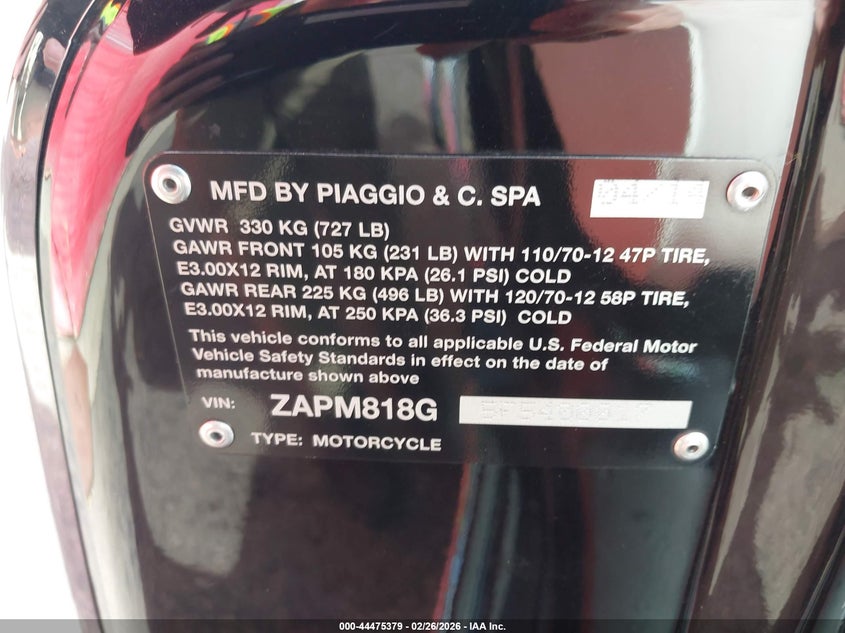 MFD BY PIAGGIO & C. SPA 04/14
GVWR 330 KG (727 LB)
GAWR FRONT 105 KG (231 LB) WITH 110/70-12 47P TIRE,
E3.00X12 RIM, AT 180 KPA (26.1 PSI) COLD
GAWR REAR 225 KG (496 LB) WITH 120/70-12 58P TIRE,
E3.00X12 RIM, AT 250 KPA (36.3 PSI) COLD
This vehicle conforms to all applicable U.S. Federal Motor
Vehicle Safety Standards in effect on the date of
manufacture shown above
VIN: ZAPM818G
TYPE: MOTORCYCLE
000-44475379 | 02/26/2026 - IAA Inc.